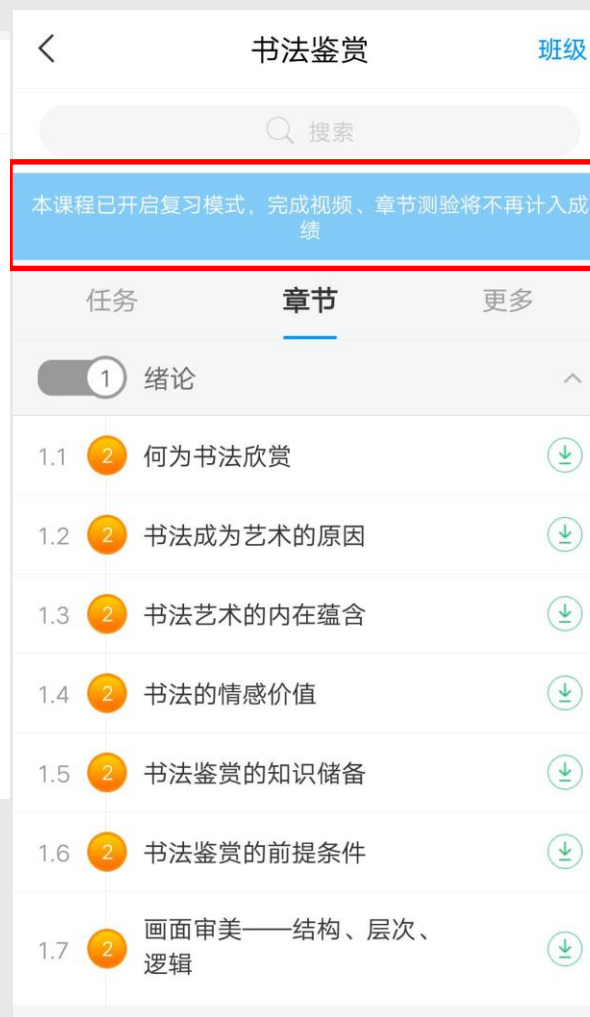 书法鉴赏 班级
搜索
本课程已开启复习模式，完成视频、章节测验将不再计入成
绩
任务 章节 更多
1 绪论
1.1 2 何为书法欣赏
1.2 2 书法成为艺术的原因
1.3 2 书法艺术的内在蕴含
1.4 2 书法的情感价值
1.5 2 书法鉴赏的知识储备
1.6 2 书法鉴赏的前提条件
1.7 2 画面审美——结构、层次、
逻辑